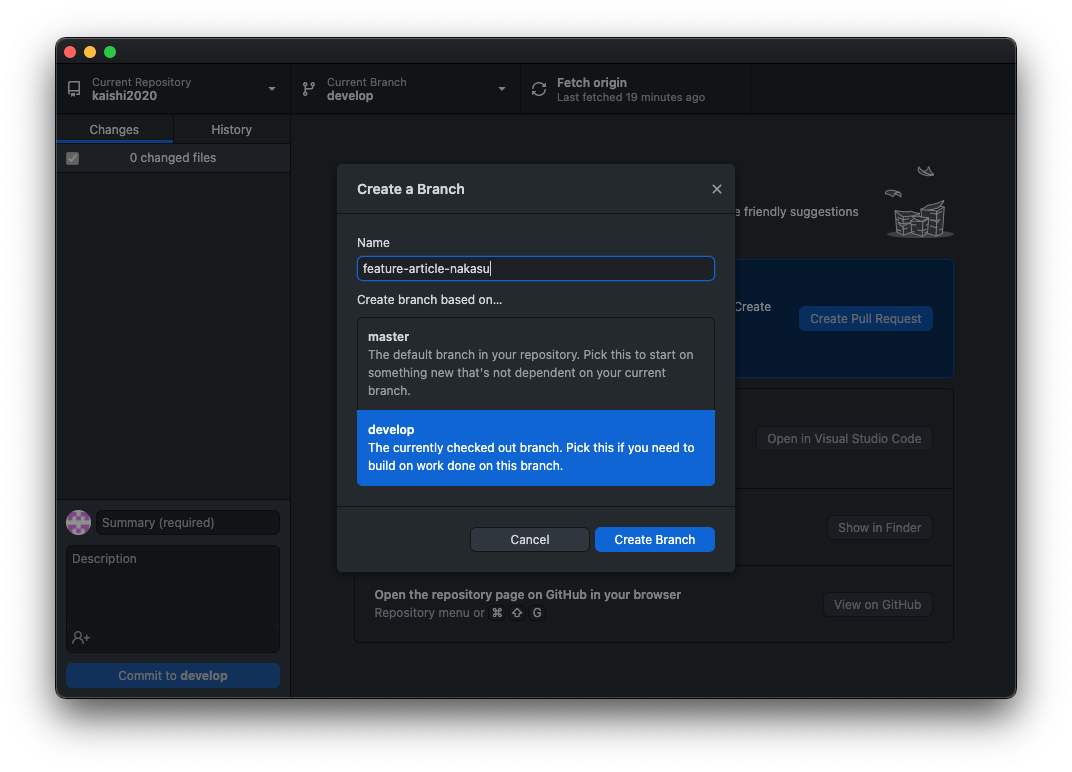 Current Repository
kaishi2020
Current Branch
develop
Fetch origin
Last fetched 19 minutes ago
Changes
History
0 changed files
friendly suggestions
Create
Create Pull Request
Open in Visual Studio Code
Show in Finder
Open the repository page on GitHub in your browser
Repository menu or ⌘ ⇧ G
View on GitHub
Create a Branch
Name
feature-article-nakasu
Create branch based on...
master
The default branch in your repository. Pick this to start on
something new that's not dependent on your current
branch.
develop
The currently checked out branch. Pick this if you need to
build on work done on this branch.
Cancel
Create Branch
Summary (required)
Description
Commit to develop